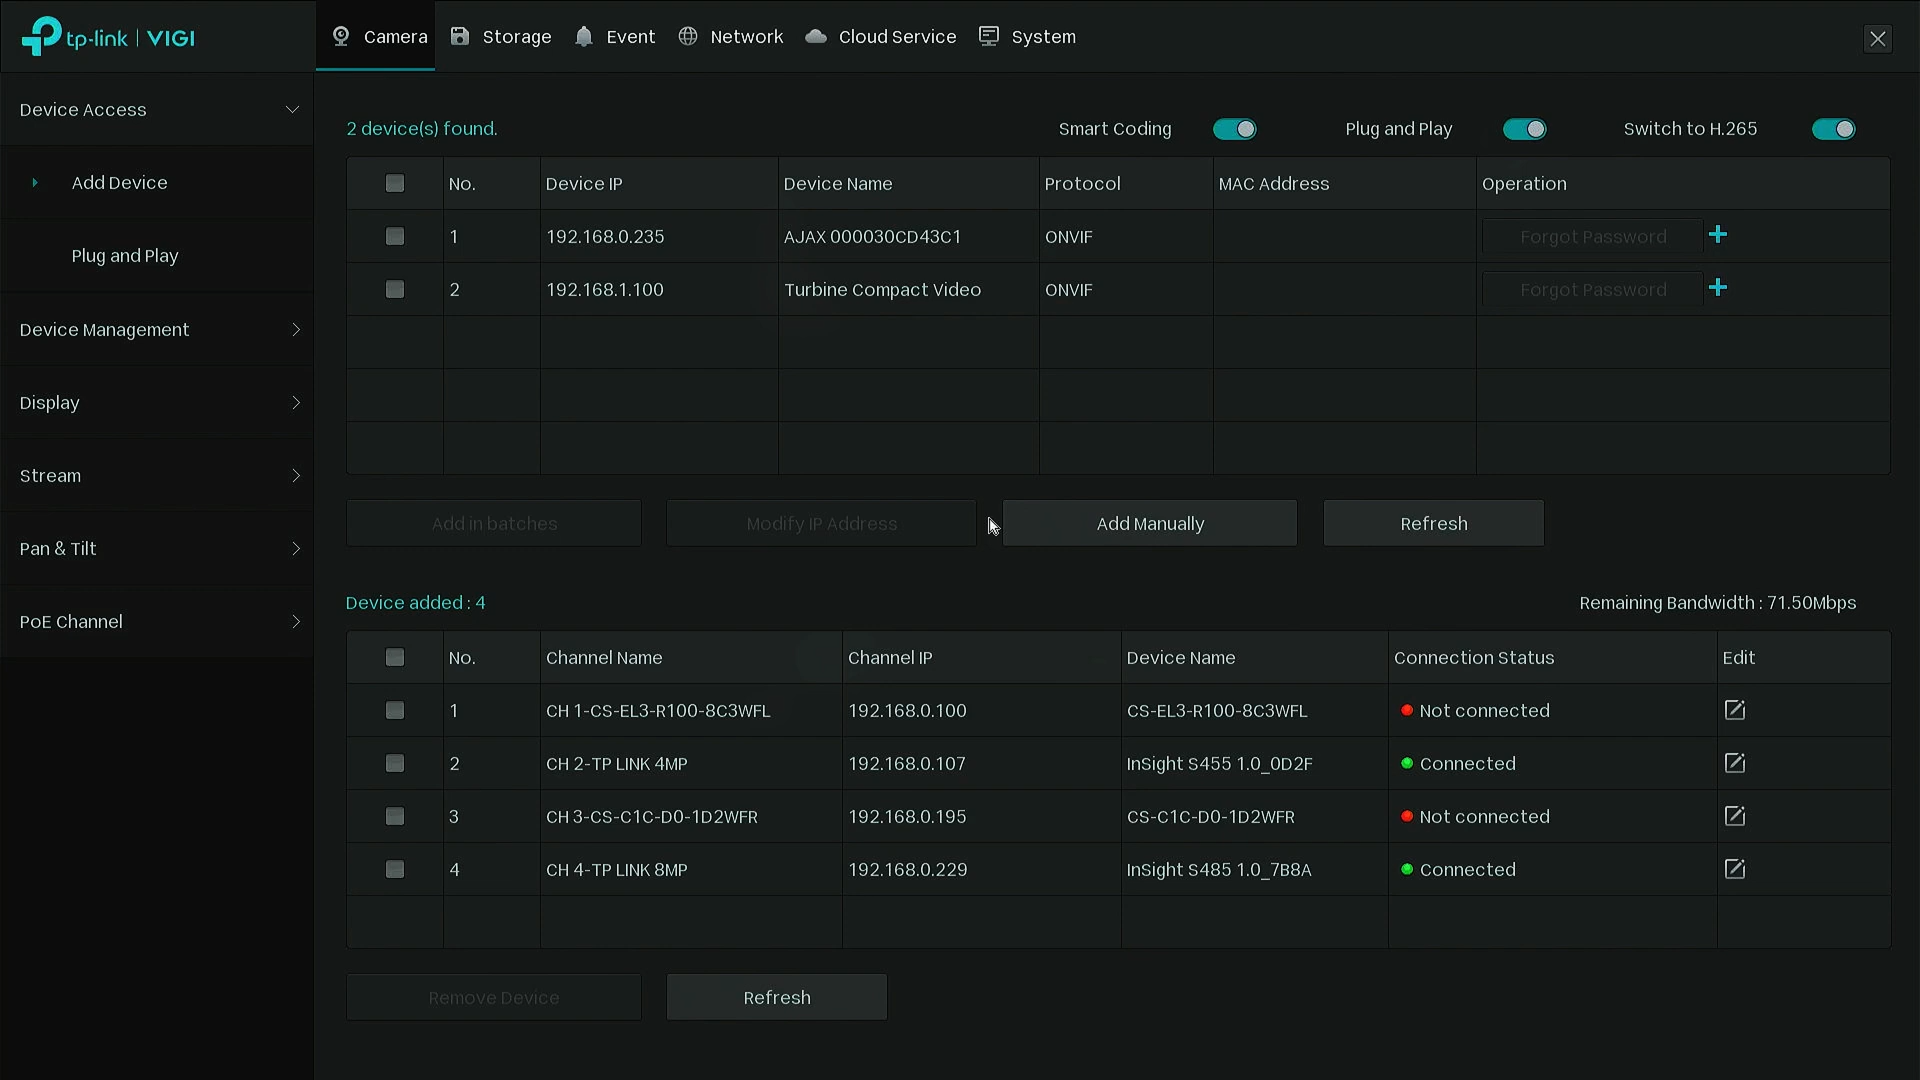 tp-link | VIGI
Camera Storage Event Network Cloud Service System
Device Access
Add Device
Plug and Play
Device Management
Display
Stream
Pan & Tilt
PoE Channel
2 device(s) found. Smart Coding Plug and Play Switch to H.265
No. Device IP Device Name Protocol MAC Address Operation
1 192.168.0.235 AJAX 000030CD43C1 ONVIF Forgot Password
2 192.168.1.100 Turbine Compact Video ONVIF Forgot Password
Add in batches Modify IP Address Add Manually Refresh
Device added : 4 Remaining Bandwidth : 71.50Mbps
No. Channel Name Channel IP Device Name Connection Status Edit
1 CH 1-CS-EL3-R100-8C3WFL 192.168.0.100 CS-EL3-R100-8C3WFL Not connected
2 CH 2-TP LINK 4MP 192.168.0.107 InSight S455 1.0_0D2F Connected
3 CH 3-CS-C1C-D0-1D2WFR 192.168.0.195 CS-C1C-D0-1D2WFR Not connected
4 CH 4-TP LINK 8MP 192.168.0.229 InSight S485 1.0_7B8A Connected
Remove Device Refresh